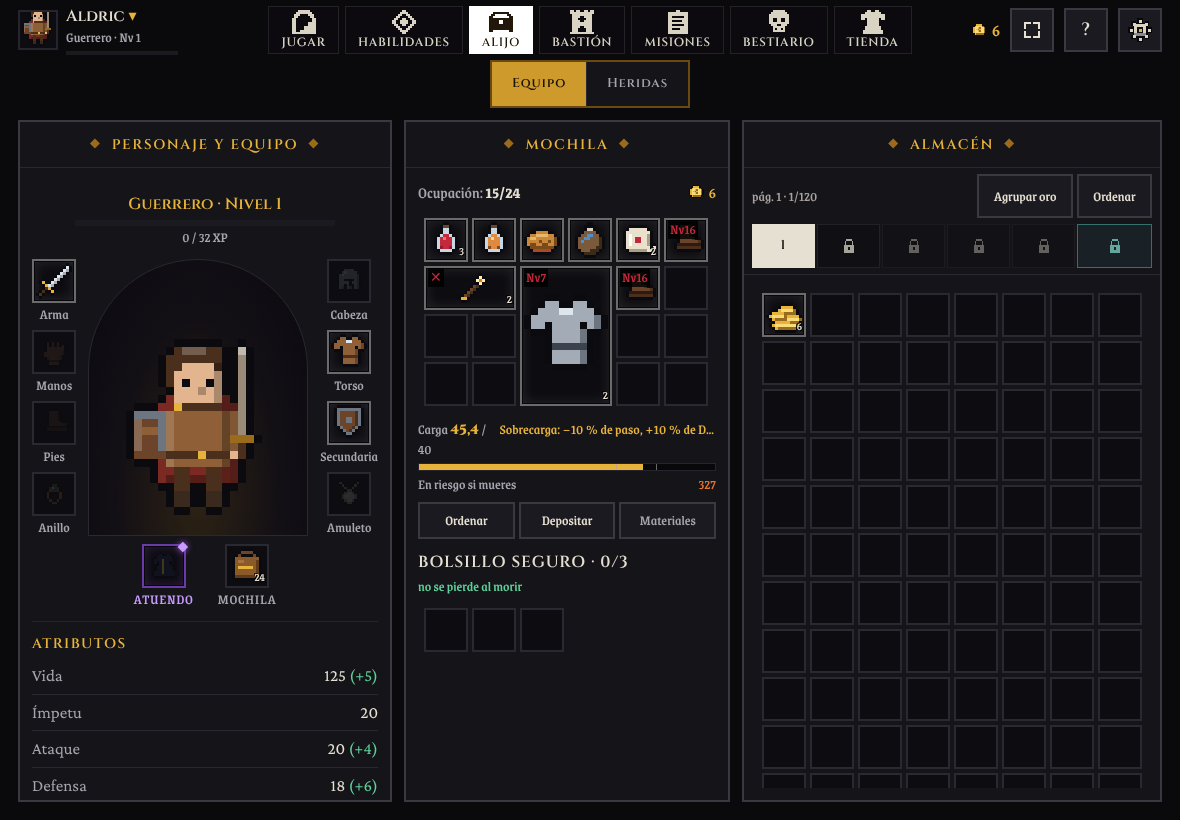 ALDRIC ▾
Guerrero · Nv 1
JUGAR
HABILIDADES
ALIJO
BASTIÓN
MISIONES
BESTIARIO
TIENDA
6
?
EQUIPO
HERIDAS
PERSONAJE Y EQUIPO
GUERRERO · NIVEL 1
0 / 32 XP
Arma
Cabeza
Manos
Torso
Pies
Secundaria
Anillo
Amuleto
24
ATUENDO
MOCHILA
ATRIBUTOS
Vida 125 (+5)
Ímpetu 20
Ataque 20 (+4)
Defensa 18 (+6)
MOCHILA
Ocupación: 15/24
6
3
2
Nv16
2
Nv7
Nv16
2
Carga 45,4 / 40
Sobrecarga: −10 % de paso, +10 % de D...
En riesgo si mueres 327
Ordenar
Depositar
Materiales
BOLSILLO SEGURO · 0/3
no se pierde al morir
ALMACÉN
pág. 1 · 1/120
Agrupar oro
Ordenar
1
6